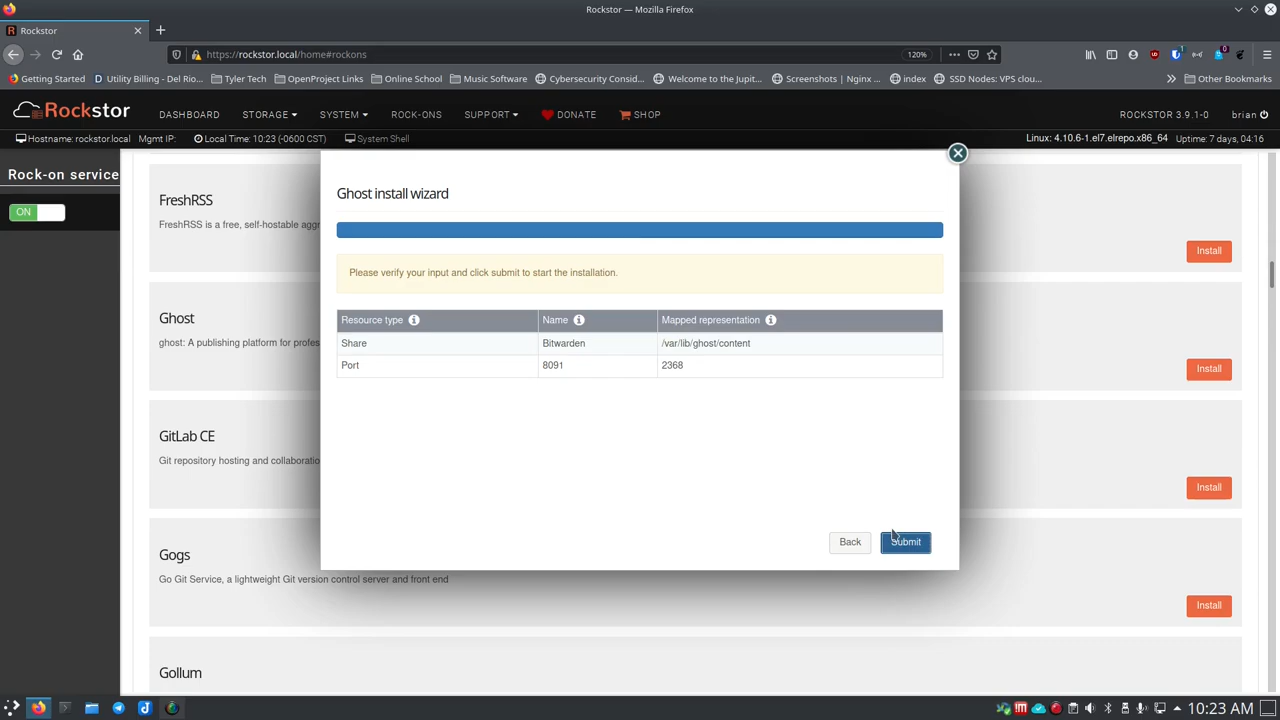 Rockstor — Mozilla Firefox
Rockstor
https://rockstor.local/home#rockons
120%
Getting Started
Utility Billing - Del Rio...
Tyler Tech
OpenProject Links
Online School
Music Software
Cybersecurity Consid...
Welcome to the Jupit...
Screenshots | Nginx ...
index
SSD Nodes: VPS clou...
Other Bookmarks
Rockstor
DASHBOARD
STORAGE
SYSTEM
ROCK-ONS
SUPPORT
DONATE
SHOP
ROCKSTOR 3.9.1-0
brian
Hostname: rockstor.local
Mgmt IP:
Local Time: 10:23 (-0600 CST)
System Shell
Linux: 4.10.6-1.el7.elrepo.x86_64
Uptime: 7 days, 04:16
Rock-on service
ON
FreshRSS
FreshRSS is a free, self-hostable aggr
Install
Ghost
ghost: A publishing platform for profes
Install
GitLab CE
Git repository hosting and collaboratio
Install
Gogs
Go Git Service, a lightweight Git version control server and front end
Install
Gollum
Ghost install wizard
Please verify your input and click submit to start the installation.
Resource type
Name
Mapped representation
Share
Bitwarden
/var/lib/ghost/content
Port
8091
2368
Back
Submit
10:23 AM